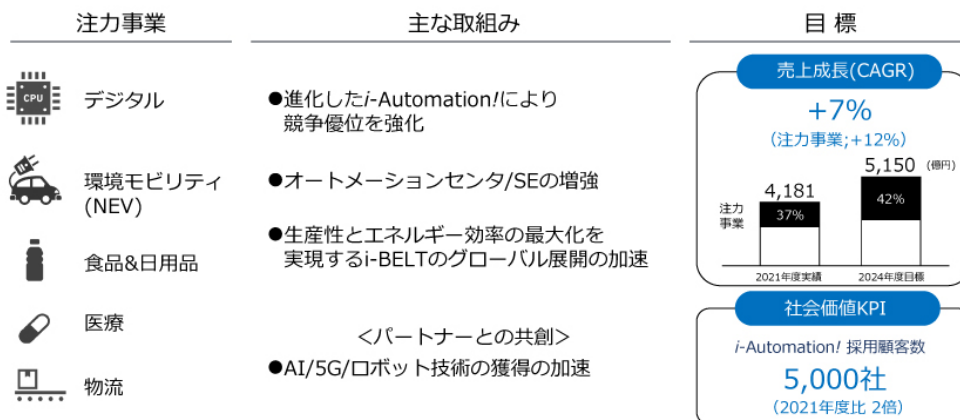 注力事業
主な取組み
目 標
CPU
デジタル
環境モビリティ
(NEV)
食品&日用品
医療
物流
●進化したi-Automation!により
競争優位を強化
●オートメーションセンタ/SEの増強
●生産性とエネルギー効率の最大化を
実現するi-BELTのグローバル展開の加速
<パートナーとの共創>
●AI/5G/ロボット技術の獲得の加速
売上成長(CAGR)
+7%
(注力事業;+12%)
5,150 (億円)
4,181
注力
事業
37%
42%
2021年度実績
2024年度目標
社会価値KPI
i-Automation! 採用顧客数
5,000社
(2021年度比 2倍)